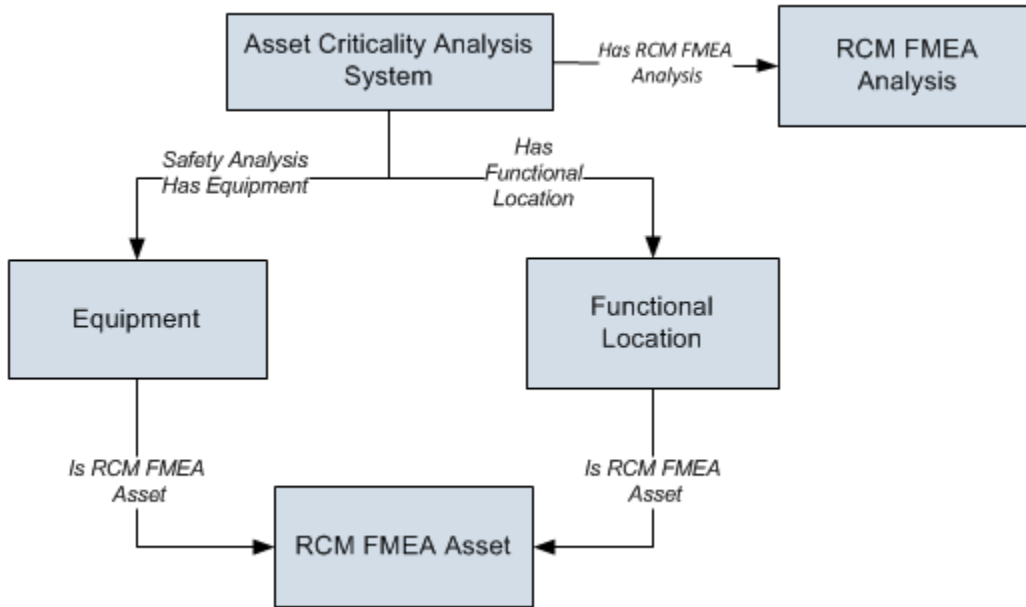 Asset Criticality Analysis
System
Has RCM FMEA
Analysis
RCM FMEA
Analysis
Safety Analysis
Has Equipment
Has
Functional
Location
Equipment
Functional
Location
Is RCM FMEA
Asset
Is RCM FMEA
Asset
RCM FMEA Asset